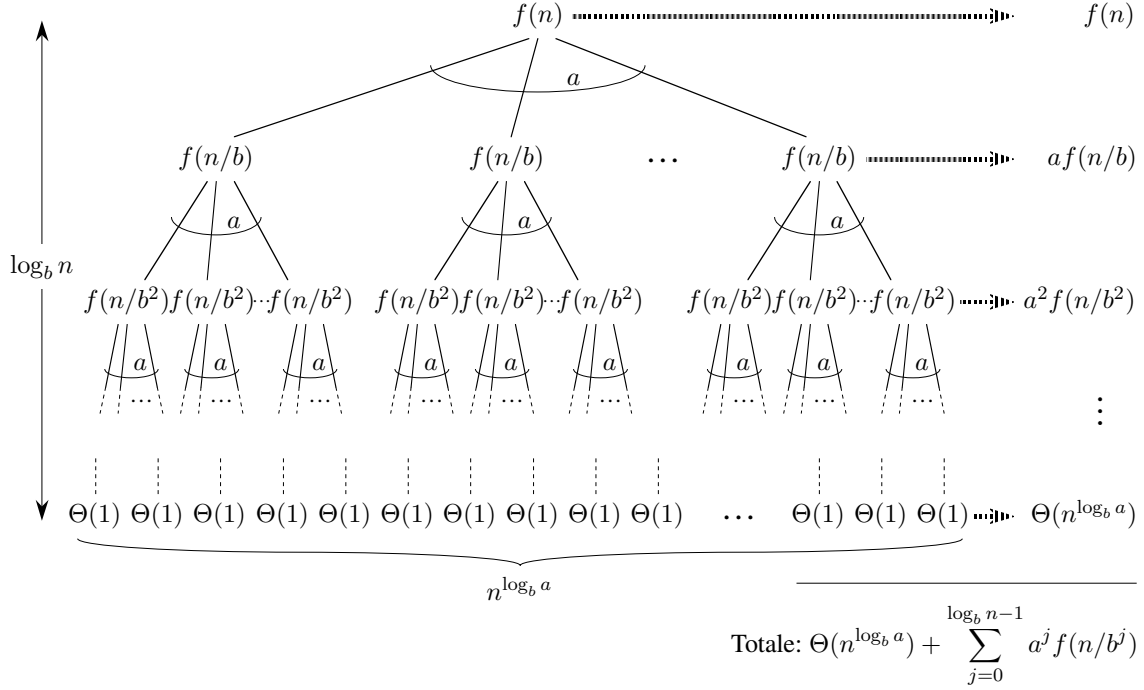 f(n) f(n)
a
f(n/b) f(n/b) ... f(n/b) af(n/b)
a a a
log_b n
f(n/b²) f(n/b²) ... f(n/b²) f(n/b²) f(n/b²) ... f(n/b²) f(n/b²) f(n/b²) ... f(n/b²) a²f(n/b²)
a a a a a a a a a
... ... ... ... ... ... ... ... ... ⋮
Θ(1) Θ(1) Θ(1) Θ(1) Θ(1) Θ(1) Θ(1) Θ(1) Θ(1) Θ(1) ... Θ(1) Θ(1) Θ(1) Θ(n^{log_b a})
n^{log_b a}
Totale: Θ(n^{log_b a}) + ∑_{j=0}^{log_b n−1} a^j f(n/b^j)